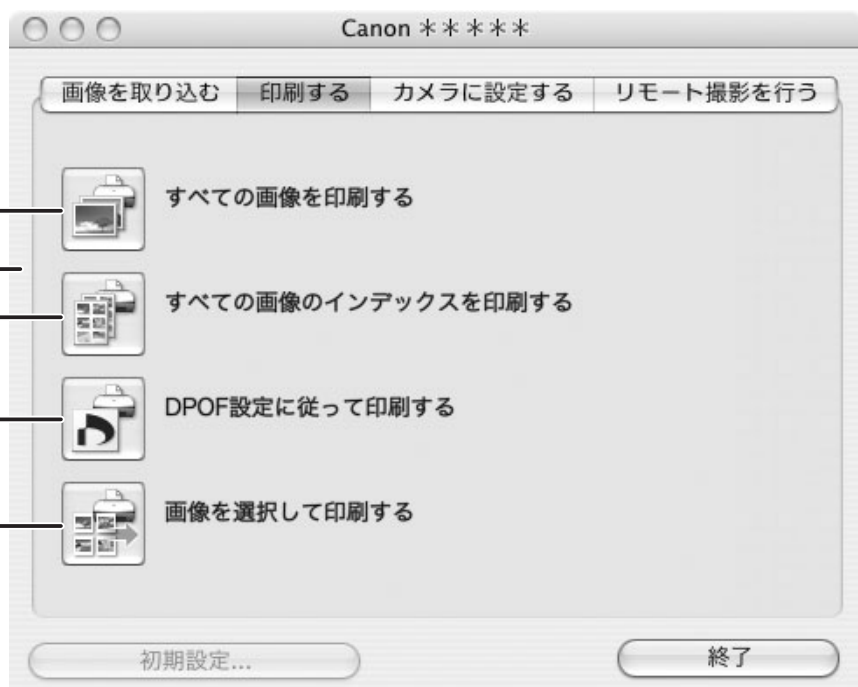 Canon ＊＊＊＊＊
画像を取り込む 印刷する カメラに設定する リモート撮影を行う
すべての画像を印刷する
すべての画像のインデックスを印刷する
DPOF設定に従って印刷する
画像を選択して印刷する
初期設定... 終了